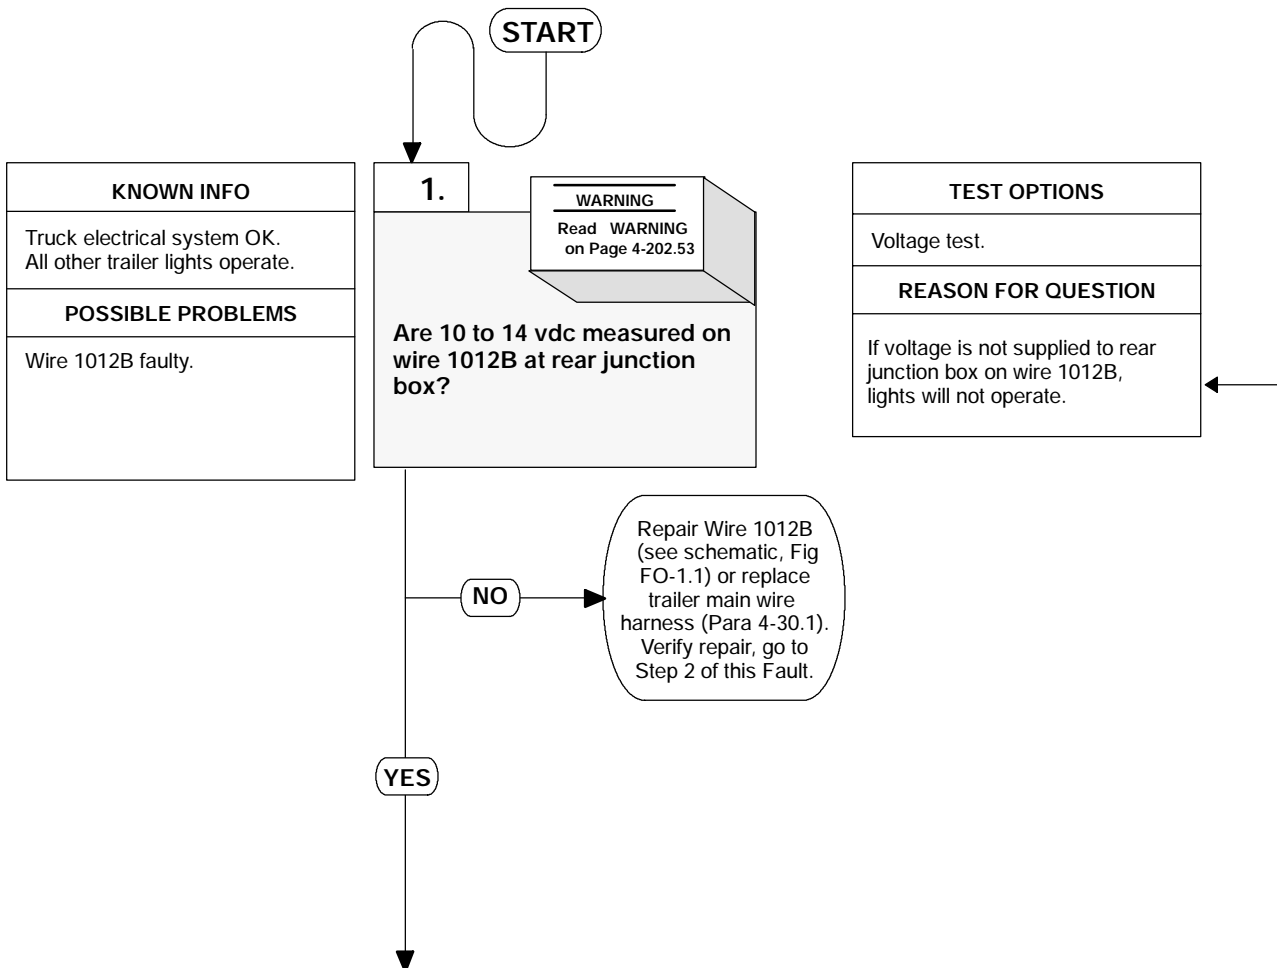 START
KNOWN INFO
Truck electrical system OK.
All other trailer lights operate.
POSSIBLE PROBLEMS
Wire 1012B faulty.
1.
WARNING
Read WARNING
on Page 4-202.53
Are 10 to 14 vdc measured on
wire 1012B at rear junction
box?
TEST OPTIONS
Voltage test.
REASON FOR QUESTION
If voltage is not supplied to rear
junction box on wire 1012B,
lights will not operate.
NO
Repair Wire 1012B
(see schematic, Fig
FO-1.1) or replace
trailer main wire
harness (Para 4-30.1).
Verify repair, go to
Step 2 of this Fault.
YES